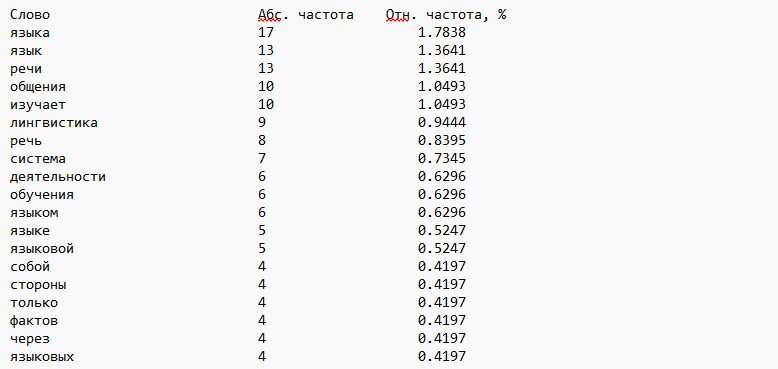 Слово Абс. частота Отн. частота, %
языка 17 1.7838
язык 13 1.3641
речи 13 1.3641
общения 10 1.0493
изучает 10 1.0493
лингвистика 9 0.9444
речь 8 0.8395
система 7 0.7345
деятельности 6 0.6296
обучения 6 0.6296
языком 6 0.6296
языке 5 0.5247
языковой 5 0.5247
собой 4 0.4197
стороны 4 0.4197
только 4 0.4197
фактов 4 0.4197
через 4 0.4197
языковых 4 0.4197